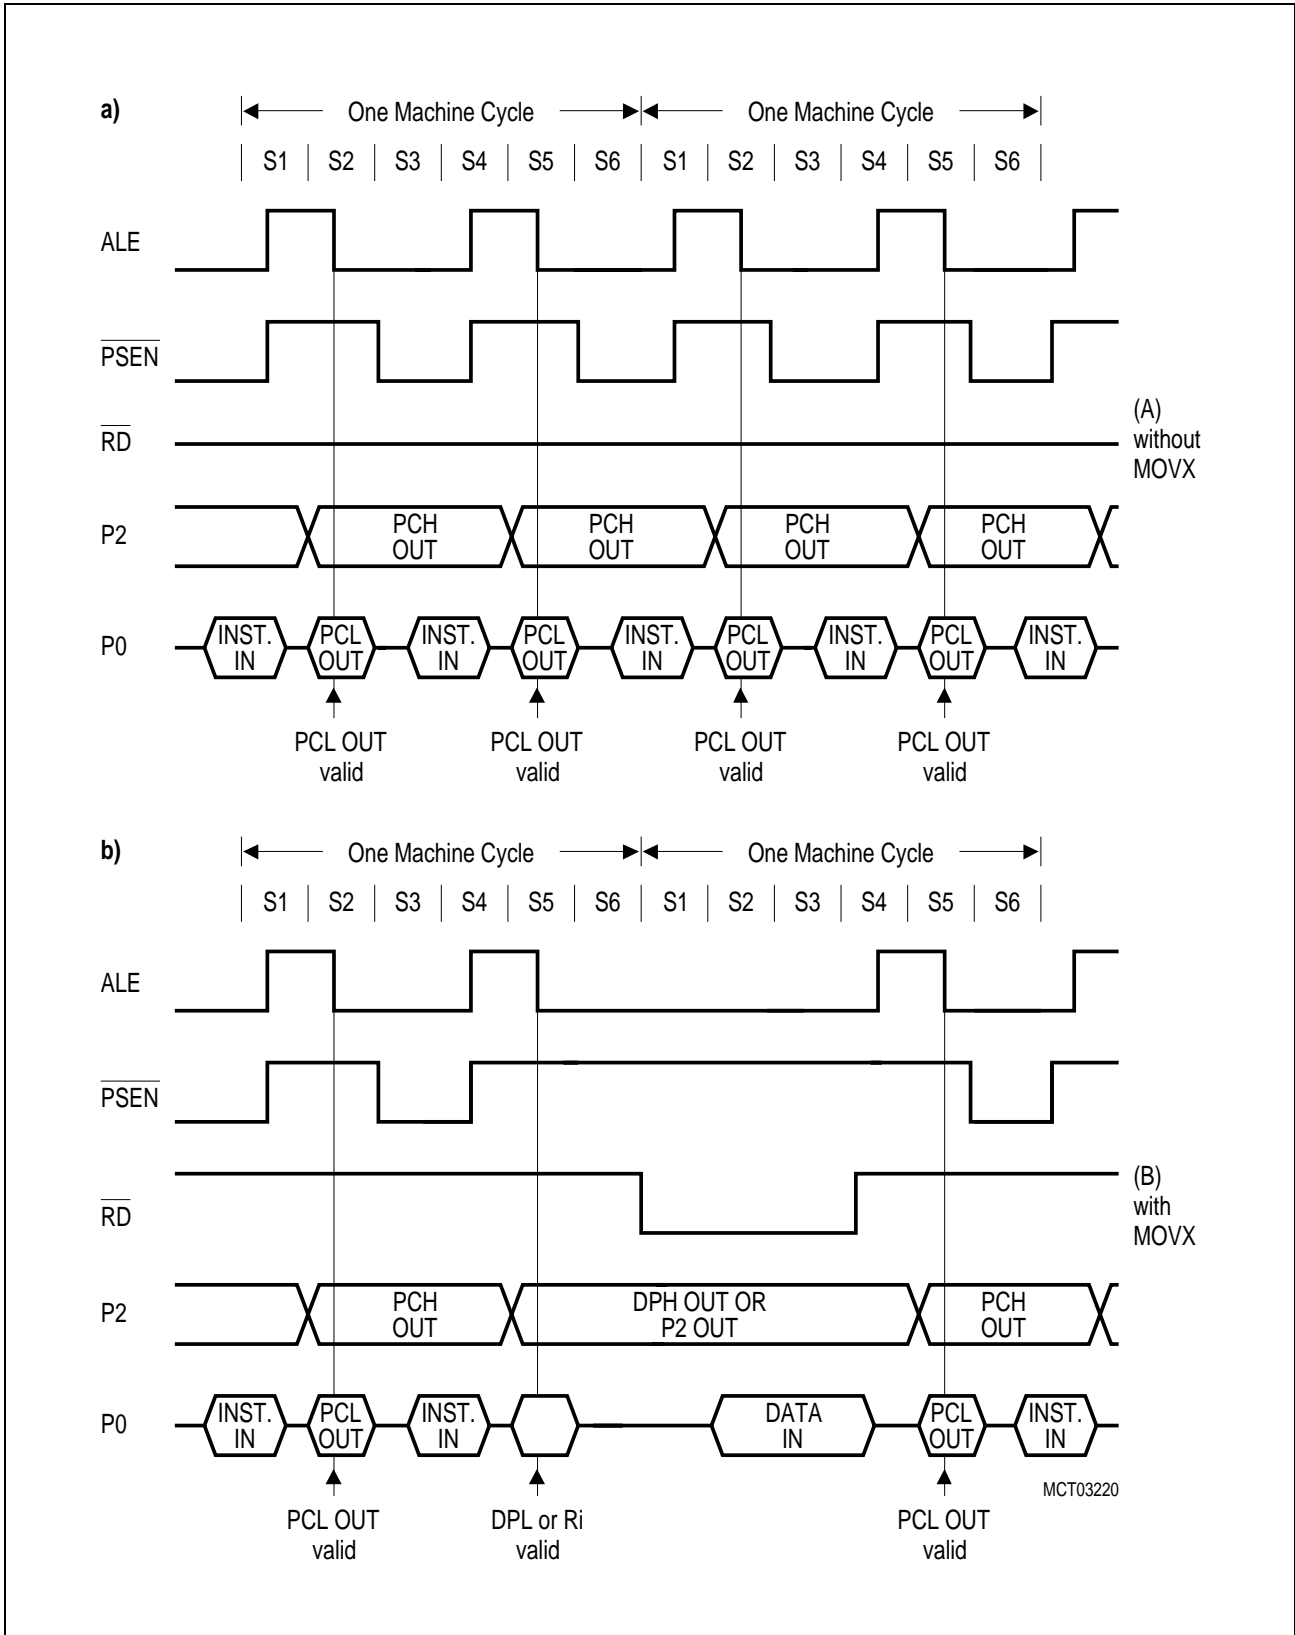 a)
One Machine Cycle One Machine Cycle
S1 S2 S3 S4 S5 S6 S1 S2 S3 S4 S5 S6
ALE
PSEN
RD
(A)
without
MOVX
P2
PCH OUT PCH OUT PCH OUT PCH OUT
P0
INST. IN PCL OUT INST. IN PCL OUT INST. IN PCL OUT INST. IN PCL OUT INST. IN
PCL OUT valid PCL OUT valid PCL OUT valid PCL OUT valid
b)
One Machine Cycle One Machine Cycle
S1 S2 S3 S4 S5 S6 S1 S2 S3 S4 S5 S6
ALE
PSEN
RD
(B)
with
MOVX
P2
PCH OUT DPH OUT OR P2 OUT PCH OUT
P0
INST. IN PCL OUT INST. IN DATA IN PCL OUT INST. IN
MCT03220
PCL OUT valid DPL or Ri valid PCL OUT valid